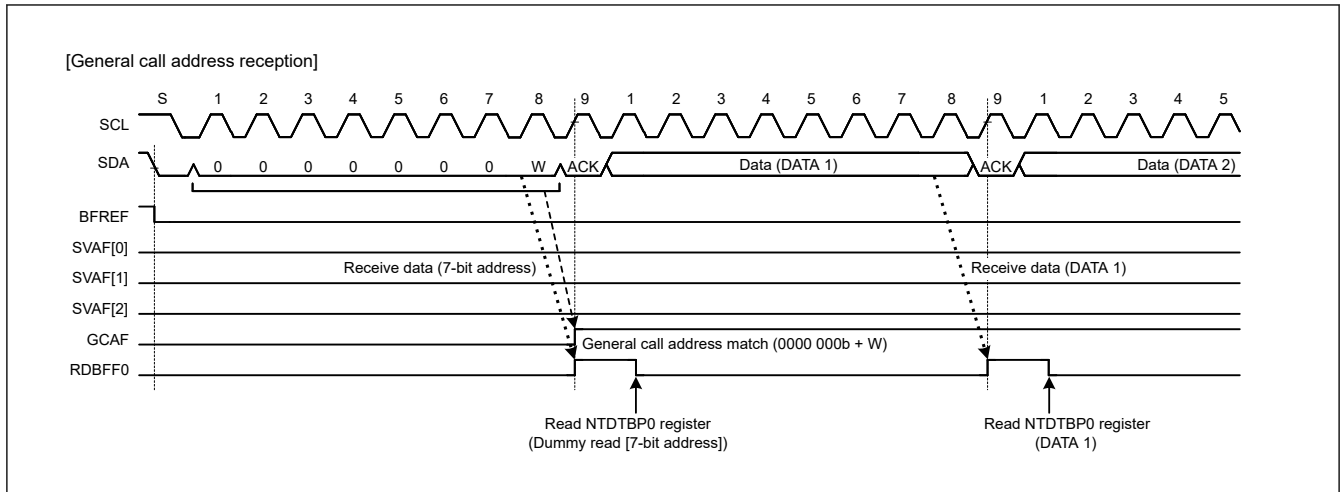 [General call address reception]
S 1 2 3 4 5 6 7 8 9 1 2 3 4 5 6 7 8 9 1 2 3 4 5
SCL
SDA 0 0 0 0 0 0 0 W ACK Data (DATA 1) ACK Data (DATA 2)
BFREF
SVAF[0]
Receive data (7-bit address) Receive data (DATA 1)
SVAF[1]
SVAF[2]
GCAF General call address match (0000 000b + W)
RDBFF0
Read NTDTBP0 register Read NTDTBP0 register
(Dummy read [7-bit address]) (DATA 1)